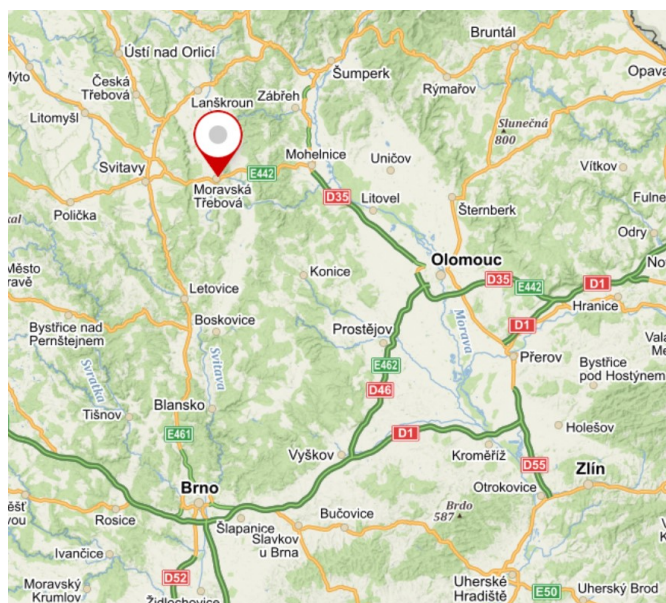 Bruntál
Ústí nad Orlicí
Šumperk
Opava
Mýto
Česká
Třebová
Rýmařov
Lanškroun
Zábřeh
Litomyšl
Slunečná
800
Svitavy
Mohelnice
Uničov
Vítkov
E442
Moravská
Třebová
D35
Litovel
Šternberk
Fulne
Polička
Odry
Olomouc
Město
Konice
D35
E442
D1
Nov
Letovice
Hranice
Bystřice nad
Pernštejnem
Boskovice
Morava
D1
Prostějov
Přerov
Svratka
Svitava
E462
Bystřice
pod Hostýnem
D46
Tišnov
Blansko
E461
D1
Holešov
Vyškov
Kroměříž
D55
Zlín
Brno
Otrokovice
Rosice
Šlapanice
Bučovice
Brdo
587
Slavkov
u Brna
Ivančice
D52
Uherské
Hradiště
Moravský
Krumlov
E50
Uherský Brod
Židlochovice